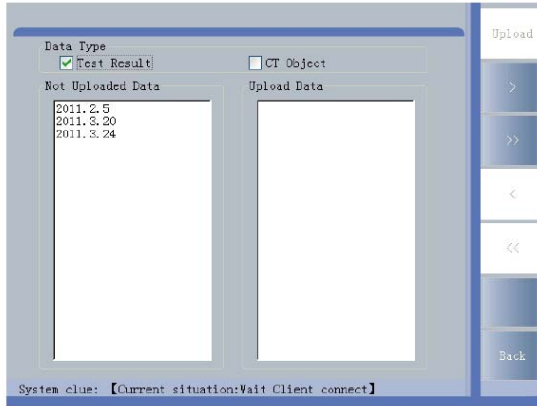 Upload
Data Type
Test Result
CT Object
Not Uploaded Data
Upload Data
2011. 2. 5
2011. 3. 20
2011. 3. 24
>
>>
<
<<
Back
System clue: 【Current situation:Wait Client connect】